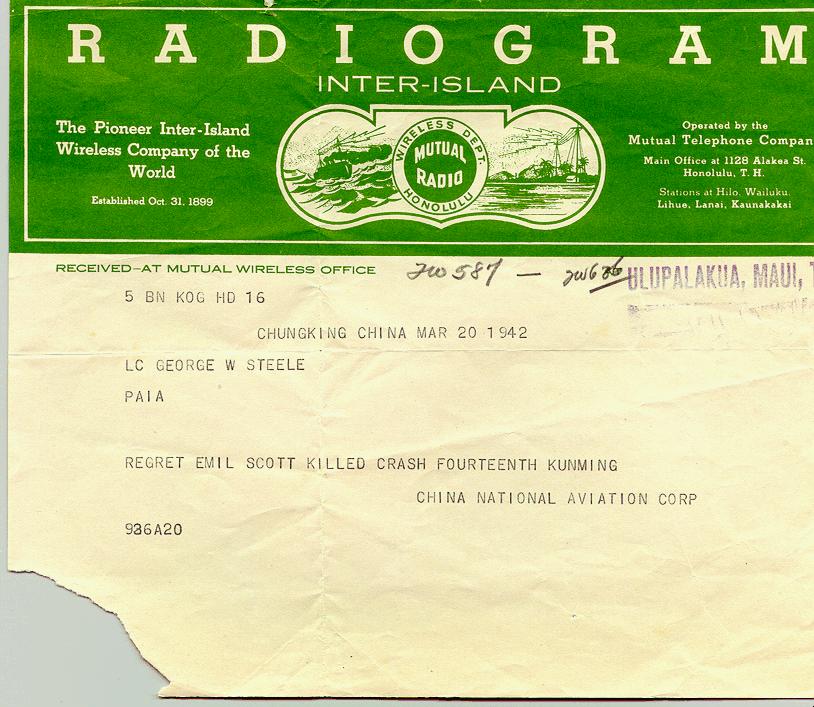 RADIOGRAM
INTER-ISLAND
The Pioneer Inter-Island
Wireless Company of the
World
Established Oct. 31, 1899
WIRELESS DEPT.
MUTUAL
RADIO
HONOLULU
Operated by the
Mutual Telephone Compan
Main Office at 1128 Alakea St.
Honolulu, T. H.
Stations at Hilo, Wailuku,
Lihue, Lanai, Kaunakakai
RECEIVED—AT MUTUAL WIRELESS OFFICE
ULUPALAKUA, MAUI, T
5 BN KOG HD 16
CHUNGKING CHINA MAR 20 1942
LC GEORGE W STEELE
PAIA
REGRET EMIL SCOTT KILLED CRASH FOURTEENTH KUNMING
CHINA NATIONAL AVIATION CORP
936A20